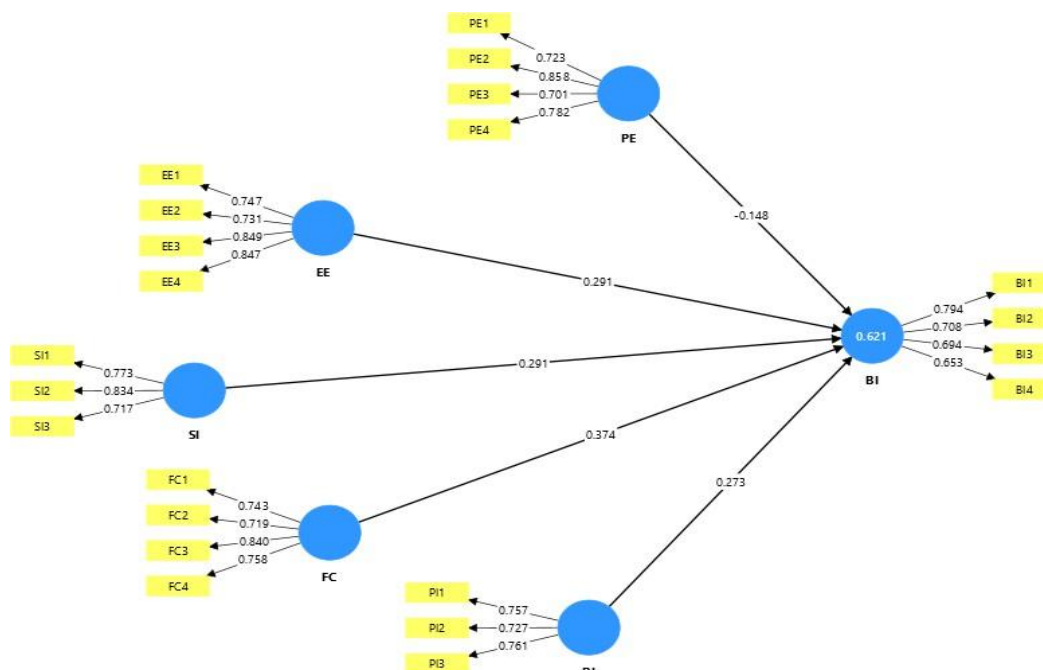 PE1
PE2
PE3
PE4
0.723
0.858
0.701
0.782
PE
-0.148
EE1
EE2
EE3
EE4
0.747
0.731
0.849
0.847
EE
0.291
SI1
SI2
SI3
0.773
0.834
0.717
SI
0.291
0.621
BI
0.794
0.708
0.694
0.653
BI1
BI2
BI3
BI4
FC1
FC2
FC3
FC4
0.743
0.719
0.840
0.758
FC
0.374
PI1
PI2
PI3
0.757
0.727
0.761
0.273